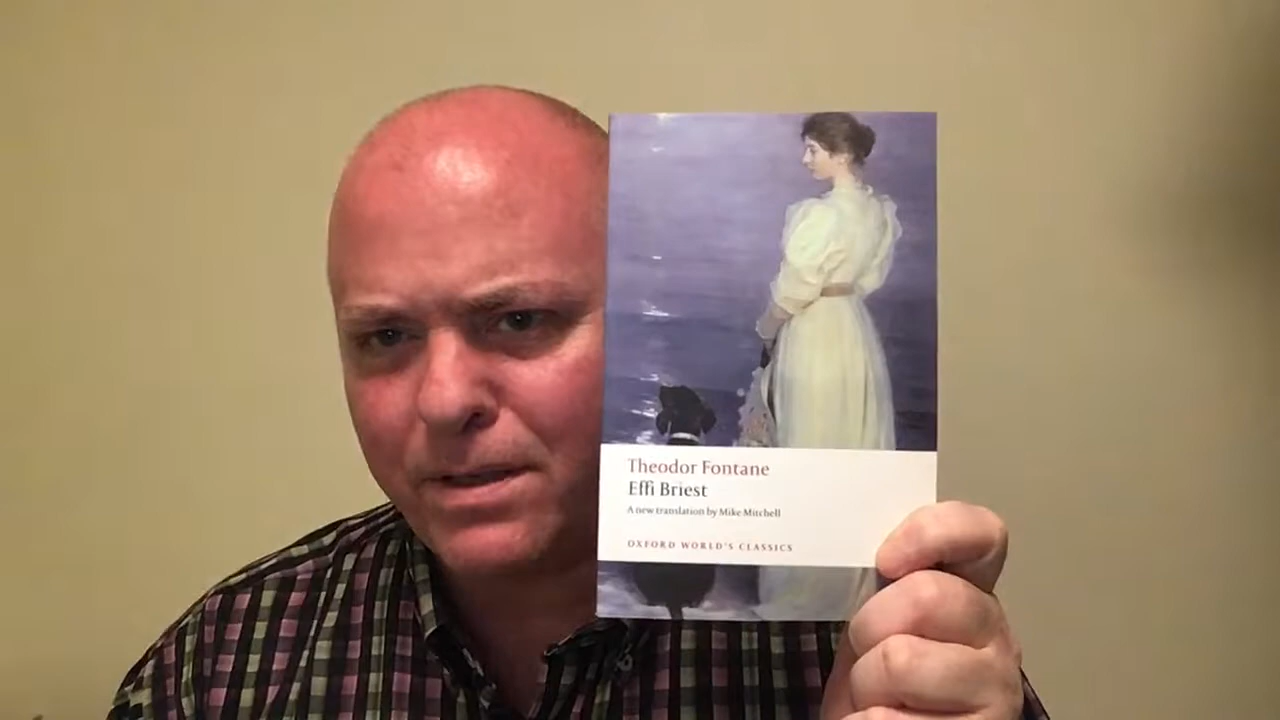 Theodor Fontane
Effi Briest
A new translation by Mike Mitchell
OXFORD WORLD'S CLASSICS